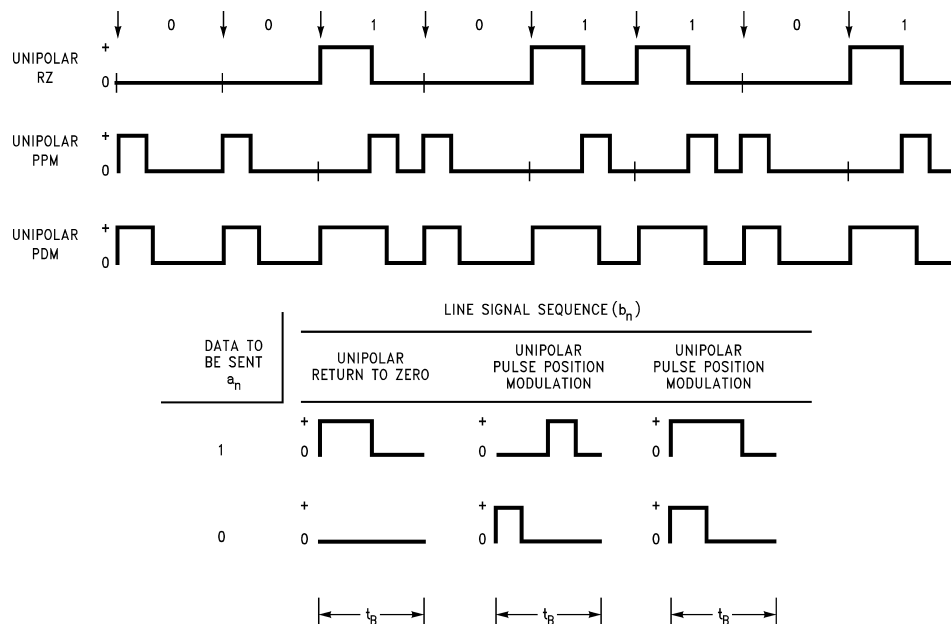 0 0 1 0 1 1 0 1
UNIPOLAR
RZ
+
0
UNIPOLAR
PPM
+
0
UNIPOLAR
PDM
+
0
LINE SIGNAL SEQUENCE (bn)
DATA TO
BE SENT
an
UNIPOLAR
RETURN TO ZERO
UNIPOLAR
PULSE POSITION
MODULATION
UNIPOLAR
PULSE POSITION
MODULATION
1
+ + +
0 0 0
0
+ + +
0 0 0
tB tB tB